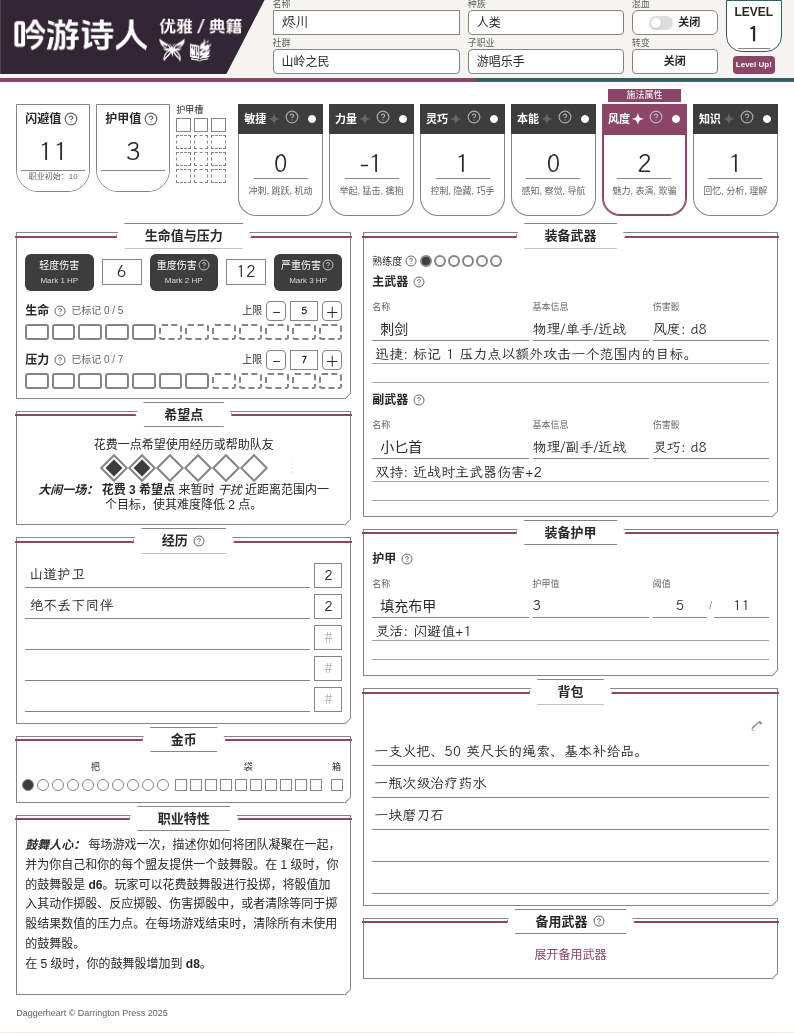 吟游诗人 优雅 / 典籍
名称
烬川
种族
人类
混血
关闭
社群
山岭之民
子职业
游唱乐手
转变
关闭
LEVEL
1
Level Up!
施法属性
闪避值 ?
11
职业初始：10
护甲值 ?
3
护甲槽
敏捷 ?
0
冲刺, 跳跃, 机动
力量 ?
-1
举起, 猛击, 擒抱
灵巧 ?
1
控制, 隐藏, 巧手
本能 ?
0
感知, 察觉, 导航
风度 ?
2
魅力, 表演, 欺骗
知识 ?
1
回忆, 分析, 理解
生命值与压力
轻度伤害
Mark 1 HP
6
重度伤害 ?
Mark 2 HP
12
严重伤害 ?
Mark 3 HP
生命 ? 已标记 0 / 5 上限 − 5 +
压力 ? 已标记 0 / 7 上限 − 7 +
希望点
花费一点希望使用经历或帮助队友
大闹一场： 花费 3 希望点 来暂时 干扰 近距离范围内一
个目标，使其难度降低 2 点。
经历 ?
山道护卫 2
绝不丢下同伴 2
#
#
#
金币
把 袋 箱
职业特性
鼓舞人心： 每场游戏一次，描述你如何将团队凝聚在一起，
并为你自己和你的每个盟友提供一个鼓舞骰。在 1 级时，你
的鼓舞骰是 d6。玩家可以花费鼓舞骰进行投掷，将骰值加
入其动作掷骰、反应掷骰、伤害掷骰中，或者清除等同于掷
骰结果数值的压力点。在每场游戏结束时，清除所有未使用
的鼓舞骰。
在 5 级时，你的鼓舞骰增加到 d8。
装备武器
熟练度 ?
主武器 ?
名称 基本信息 伤害骰
刺剑 物理/单手/近战 风度: d8
迅捷: 标记 1 压力点以额外攻击一个范围内的目标。
副武器 ?
名称 基本信息 伤害骰
小匕首 物理/副手/近战 灵巧: d8
双持: 近战时主武器伤害+2
装备护甲
护甲 ?
名称 护甲值 阈值
填充布甲 3 5 / 11
灵活: 闪避值+1
背包
一支火把、50 英尺长的绳索、基本补给品。
一瓶次级治疗药水
一块磨刀石
备用武器 ?
展开备用武器
Daggerheart © Darrington Press 2025